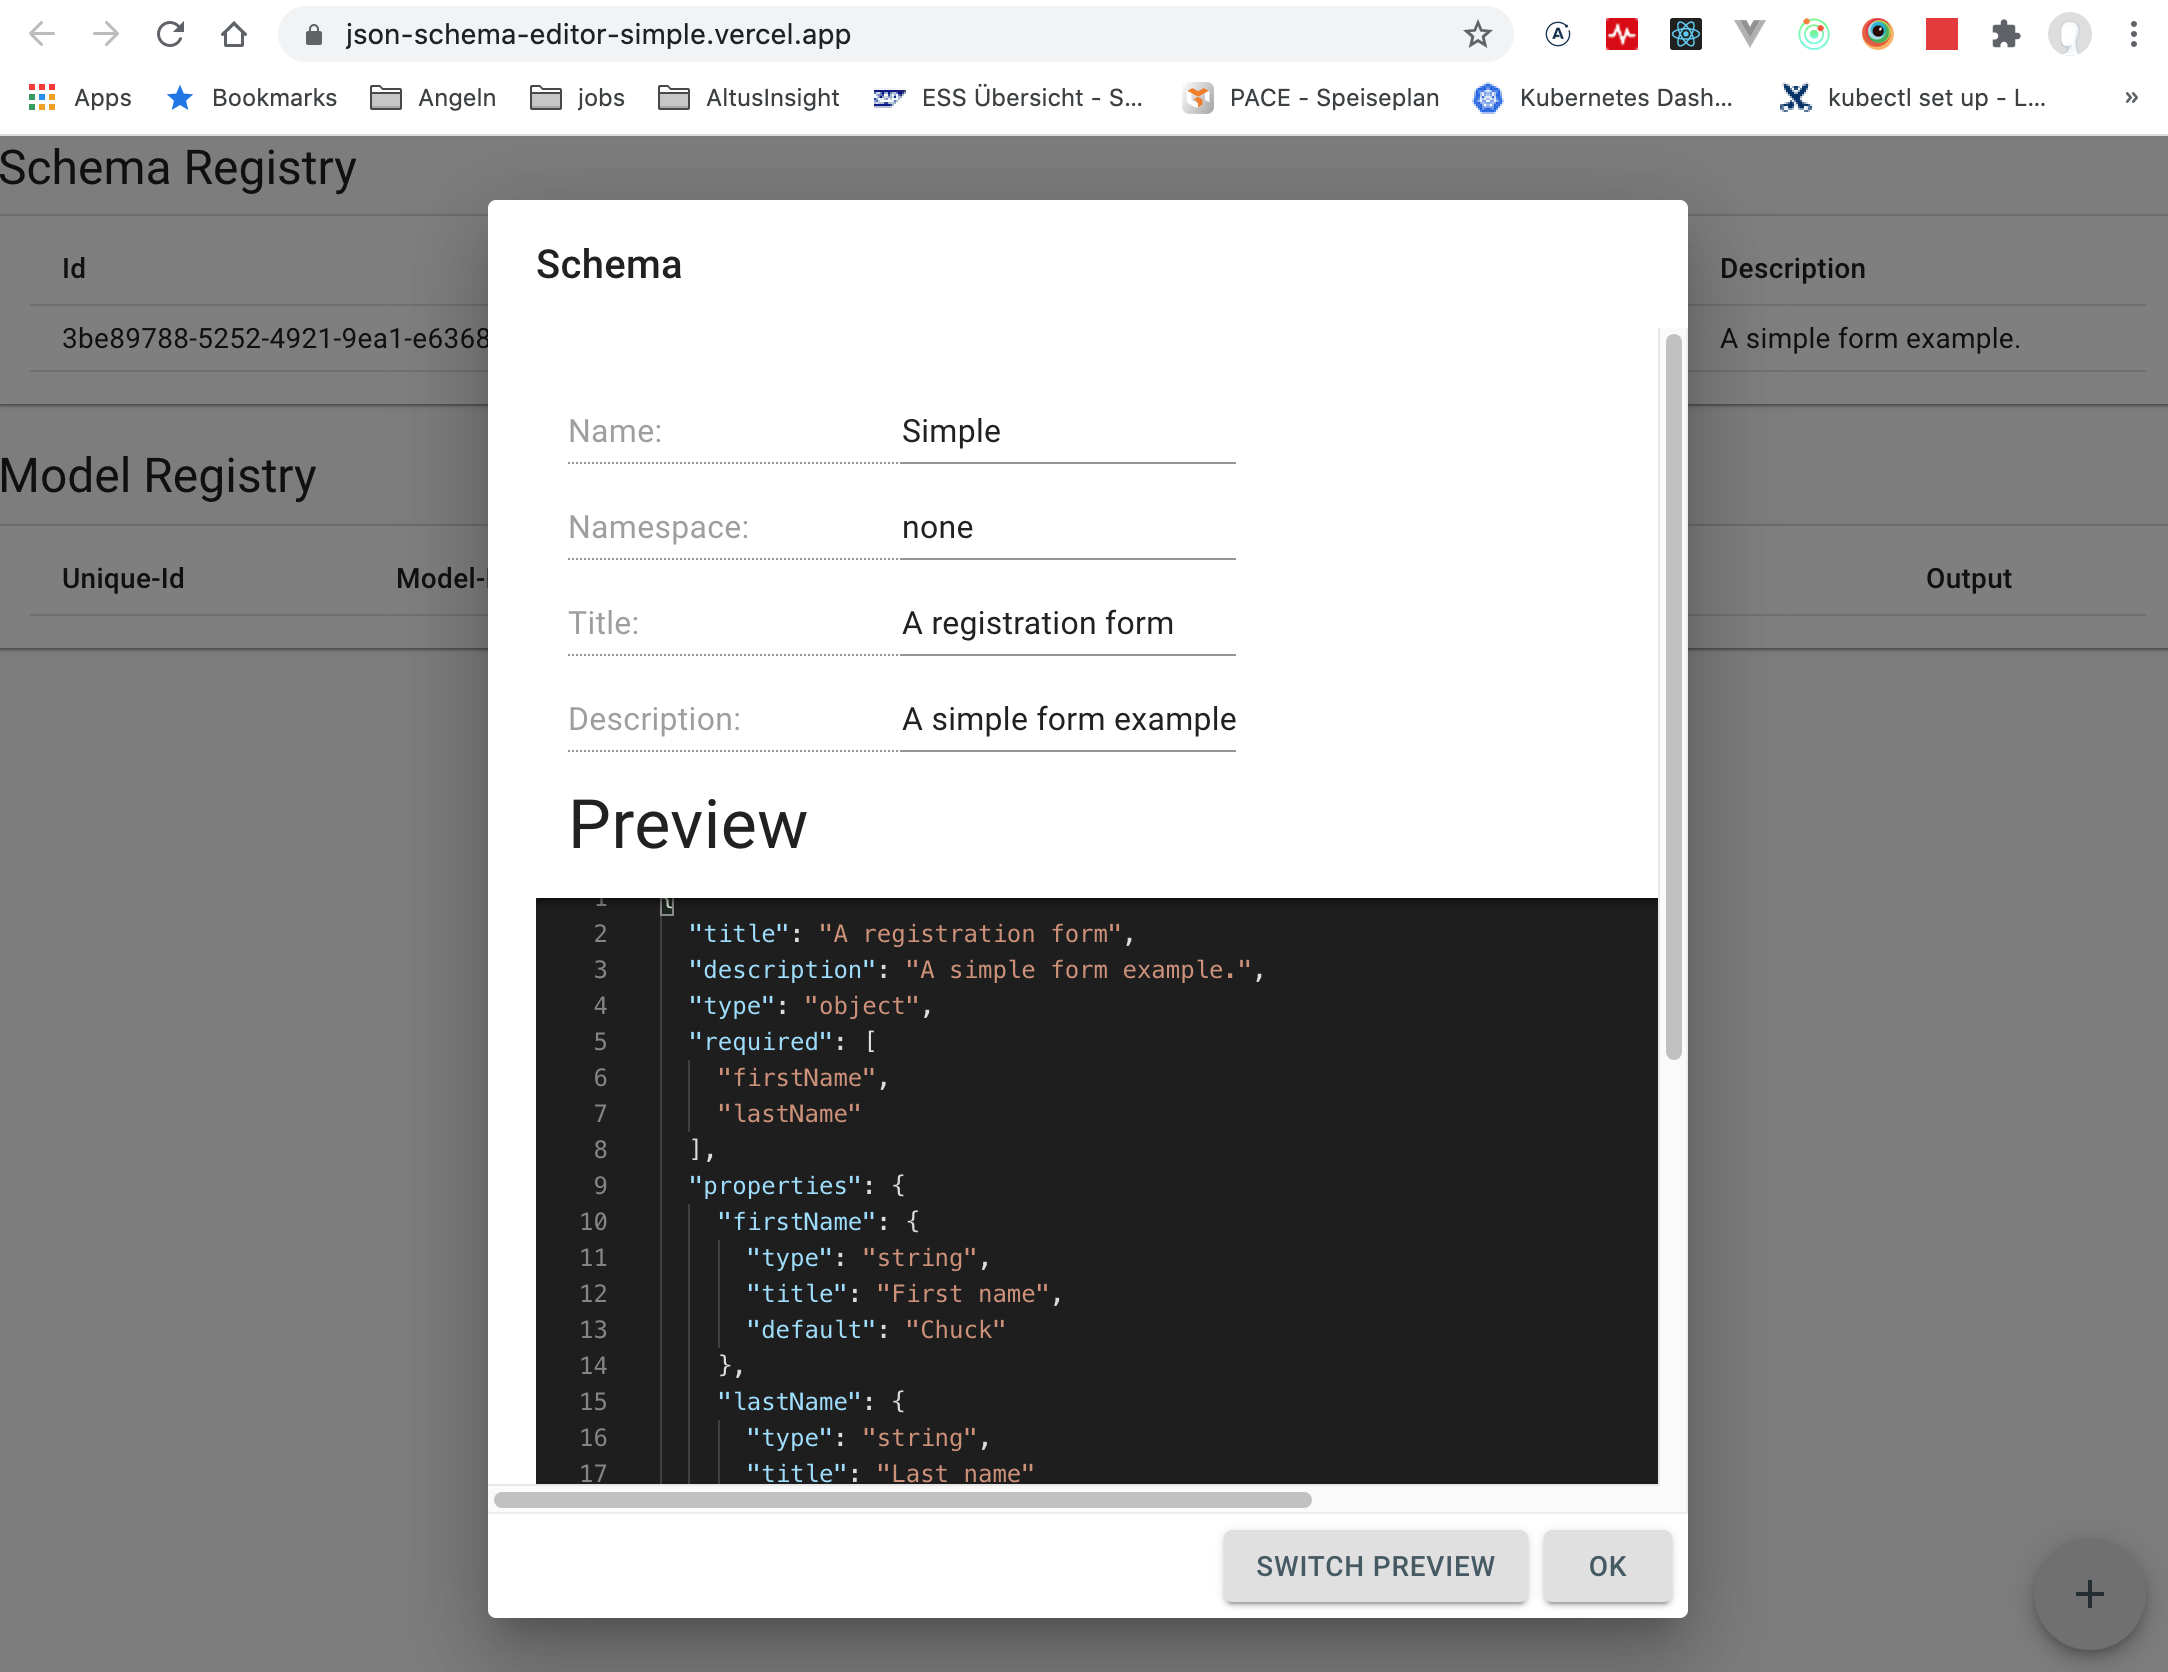 json-schema-editor-simple.vercel.app
Apps Bookmarks Angeln jobs AltusInsight ESS Übersicht - S... PACE - Speiseplan Kubernetes Dash... kubectl set up - L... »
Schema Registry
Id Description
3be89788-5252-4921-9ea1-e6368 A simple form example.
Model Registry
Unique-Id Model- Output
Schema
Name: Simple
Namespace: none
Title: A registration form
Description: A simple form example
Preview
1 {
2 "title": "A registration form",
3 "description": "A simple form example.",
4 "type": "object",
5 "required": [
6 "firstName",
7 "lastName"
8 ],
9 "properties": {
10 "firstName": {
11 "type": "string",
12 "title": "First name",
13 "default": "Chuck"
14 },
15 "lastName": {
16 "type": "string",
17 "title": "Last name"
SWITCH PREVIEW OK
+